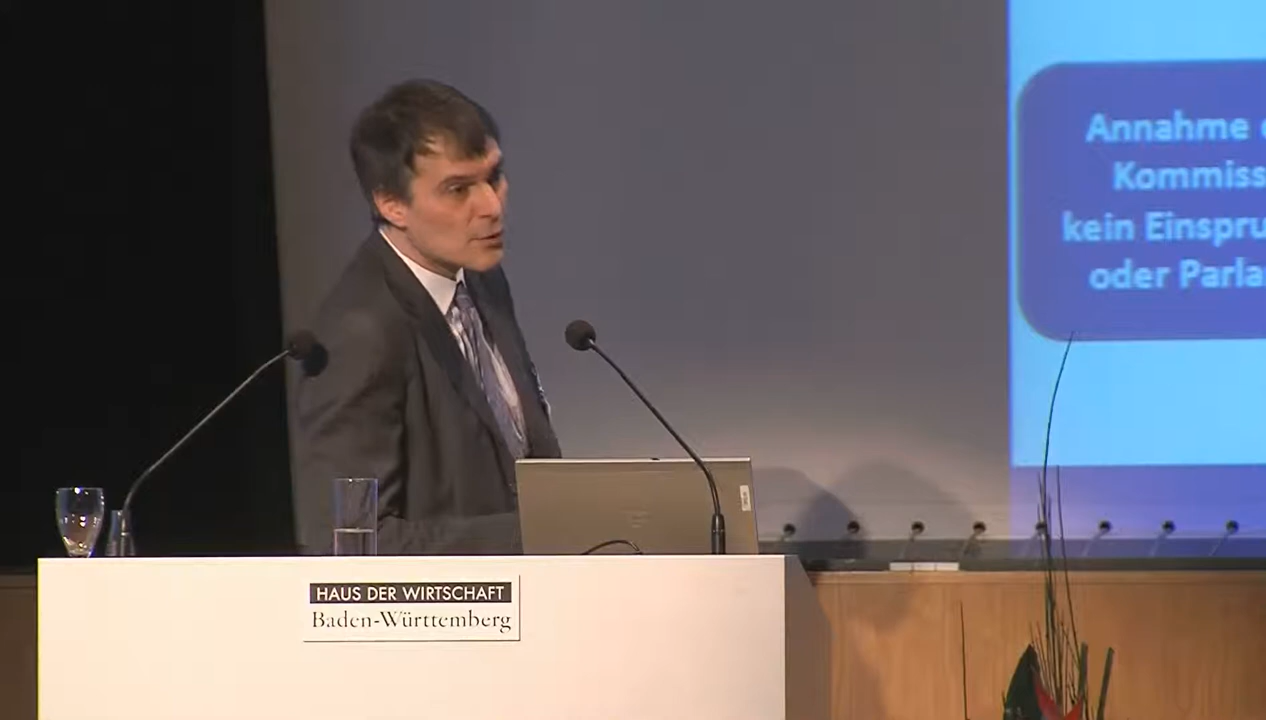 Annahme
Kommiss
kein Einspru
oder Parla
HAUS DER WIRTSCHAFT
Baden-Württemberg